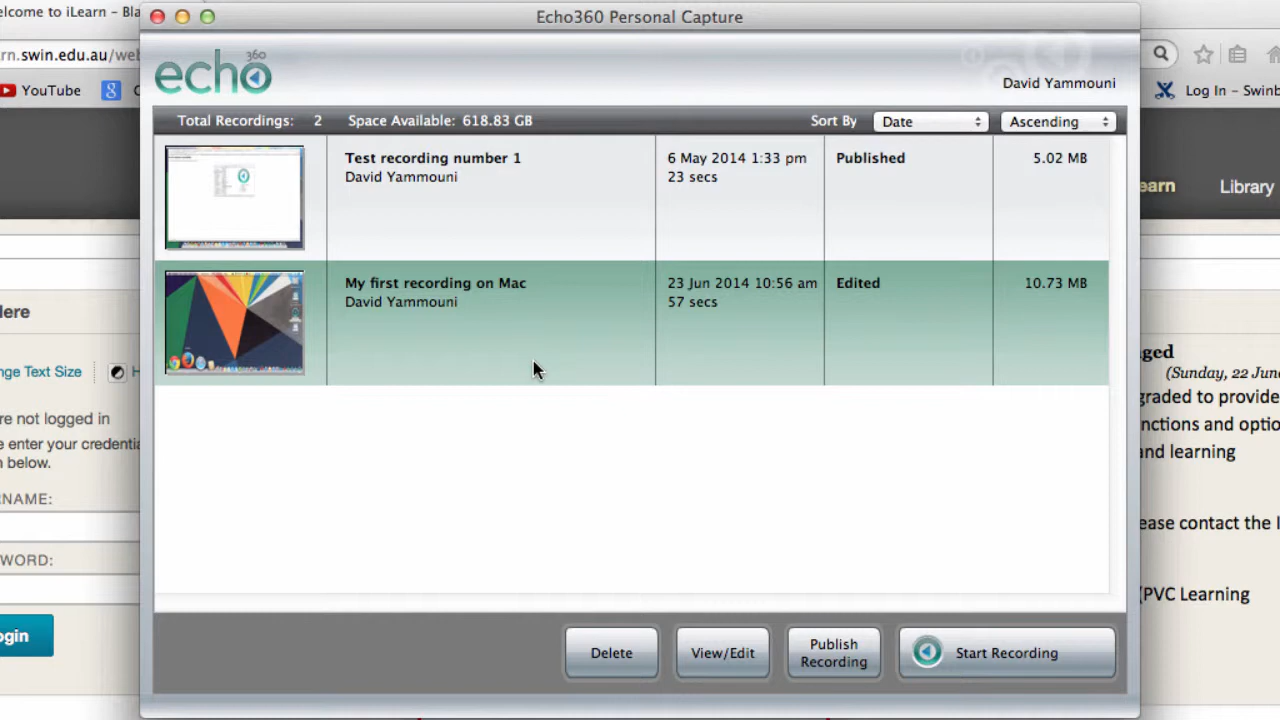 elcome to iLearn - Bla
Echo360 Personal Capture
rn.swin.edu.au/web
YouTube
Log In - Swinb
echo
360
David Yammouni
Total Recordings: 2 Space Available: 618.83 GB Sort By Date Ascending
Test recording number 1 6 May 2014 1:33 pm Published 5.02 MB
David Yammouni 23 secs
earn Library
My first recording on Mac 23 Jun 2014 10:56 am Edited 10.73 MB
David Yammouni 57 secs
Here
nge Text Size
re not logged in
e enter your credentia
n below.
RNAME:
WORD:
ogin
ged
(Sunday, 22 June
graded to provide
nctions and optio
and learning
ease contact the I
(PVC Learning
Delete
View/Edit
Publish
Recording
Start Recording